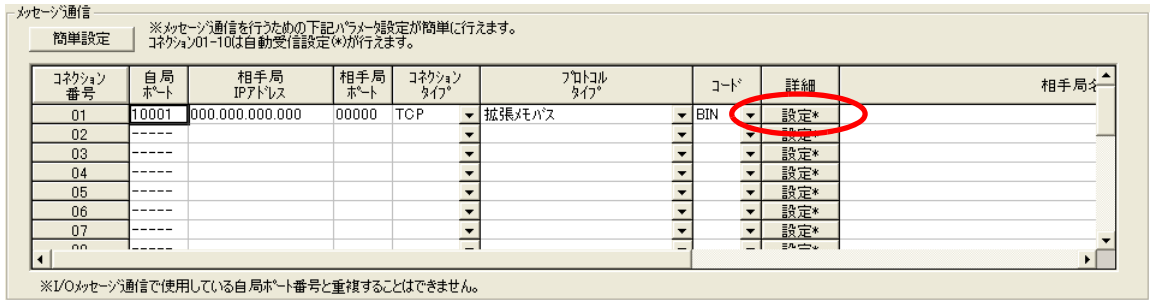 メッセージ通信
簡単設定
※メッセージ通信を行うための下記パラメータ設定が簡単に行えます。
コネクション01-10は自動受信設定(*)が行えます。
コネクション番号 自局ポート 相手局IPアドレス 相手局ポート コネクションタイプ プロトコルタイプ コード 詳細 相手局名
01 10001 000.000.000.000 00000 TCP 拡張メモバス BIN 設定*
02 ----- 設定*
03 ----- 設定*
04 ----- 設定*
05 ----- 設定*
06 ----- 設定*
07 ----- 設定*
※I/Oメッセージ通信で使用している自局ポート番号と重複することはできません。